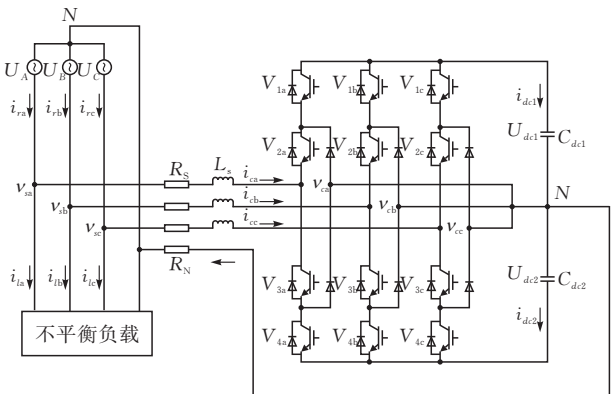 N
U_A U_B U_C
i_ra i_rb i_rc
V_1a V_1b V_1c
i_dc1
U_dc1 C_dc1
V_2a V_2b V_2c
R_S L_s i_ca
v_sa i_cb v_ca
v_sb i_cc v_cb N
v_sc v_cc
R_N
i_la i_lb i_lc
U_dc2 C_dc2
V_3a V_3b V_3c
i_dc2
不平衡负载
V_4a V_4b V_4c